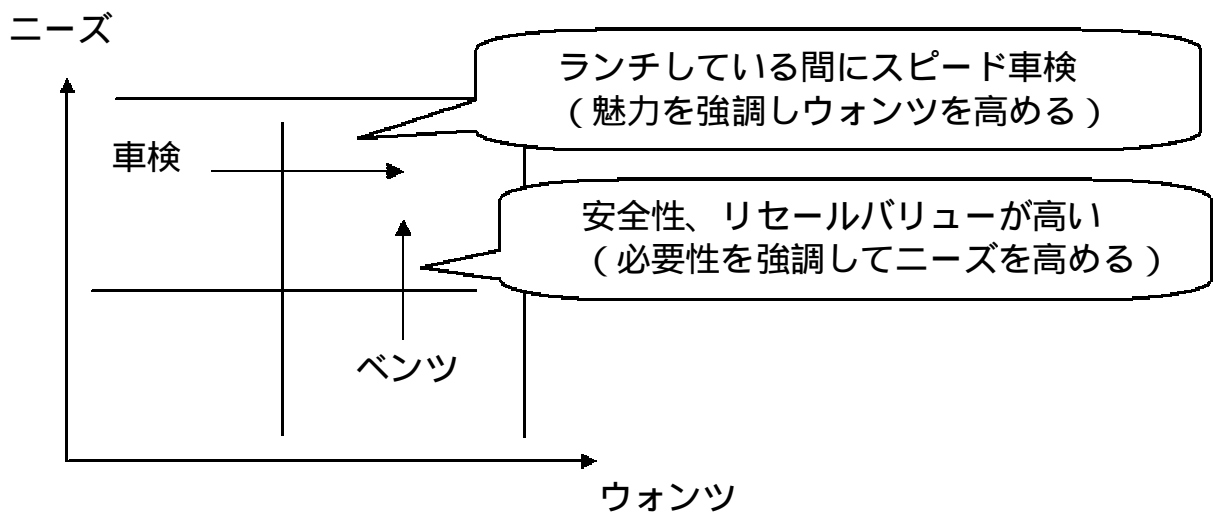 ニーズ
ランチしている間にスピード車検
（魅力を強調しウォンツを高める）
車検
安全性、リセールバリューが高い
（必要性を強調してニーズを高める）
ベンツ
ウォンツ